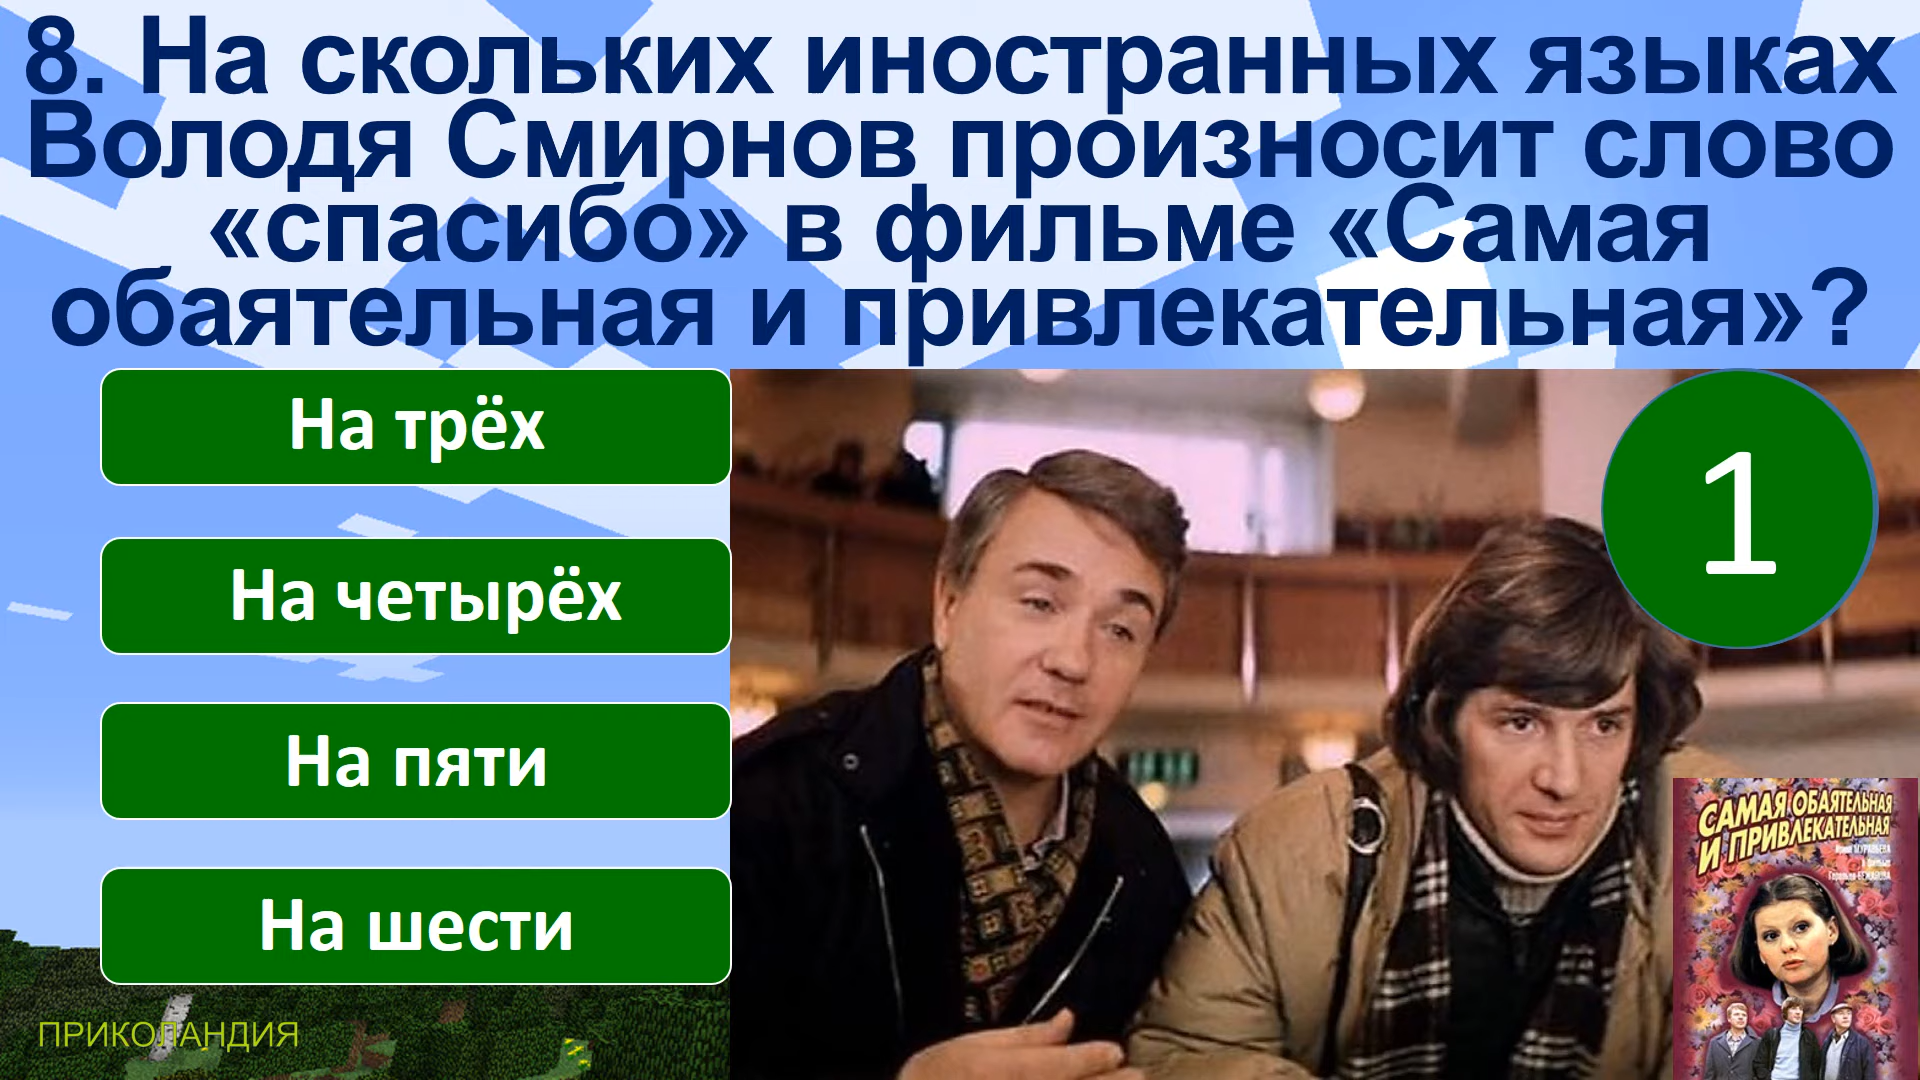 8. На скольких иностранных языках
Володя Смирнов произносит слово
«спасибо» в фильме «Самая
обаятельная и привлекательная»?
На трёх
На четырёх
На пяти
На шести
1
САМАЯ ОБАЯТЕЛЬНАЯ
И ПРИВЛЕКАТЕЛЬНАЯ
ПРИКОЛАНДИЯ